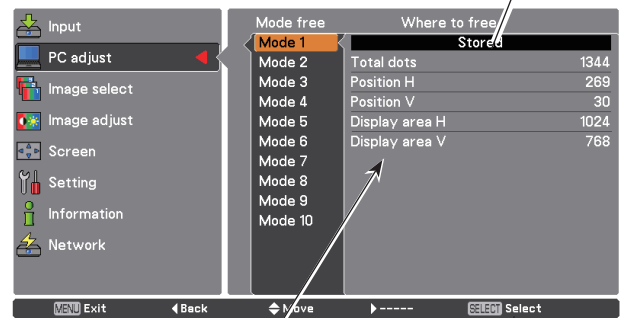 Input
PC adjust
Image select
Image adjust
Screen
Setting
Information
Network
Mode free
Where to free
Mode 1
Stored
Mode 2
Total dots 1344
Mode 3
Position H 269
Mode 4
Position V 30
Mode 5
Display area H 1024
Mode 6
Display area V 768
Mode 7
Mode 8
Mode 9
Mode 10
MENU Exit
Back
Move
-----
SELECT Select